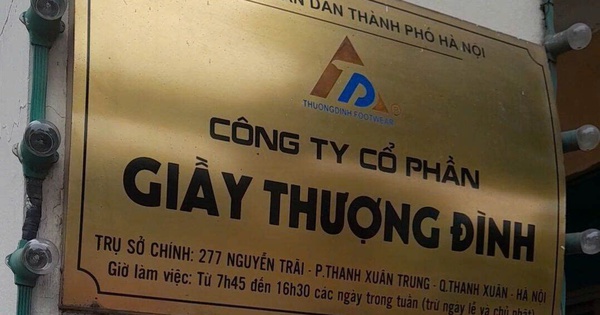 ÂN DÂN THÀNH PHỐ HÀ NỘI
TDA
THUONGDINH FOOTWEAR
CÔNG TY CỔ PHẦN
GIẦY THƯỢNG ĐÌNH
TRỤ SỞ CHÍNH: 277 NGUYỄN TRÃI - P.THANH XUÂN TRUNG - Q.THANH XUÂN - HÀ NỘI
Giờ làm việc: Từ 7h45 đến 16h30 các ngày trong tuần (trừ ngày lễ và chủ nhật)